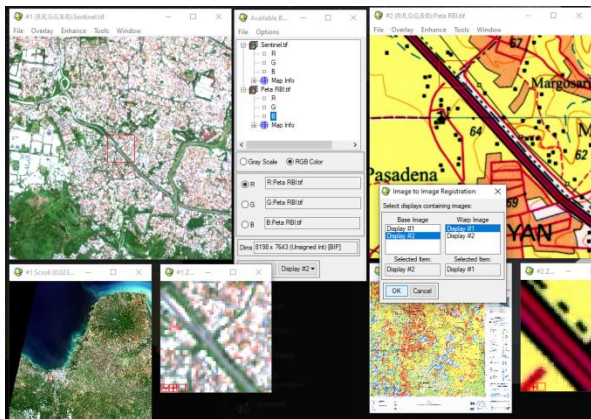 #1 (R:R,G:G,B:B):Sentinel.tif
File Overlay Enhance Tools Window
Available B...
File Options
Sentinel.tif
R
G
B
Map Info
Peta RBI.tif
R
G
B
Map Info
Gray Scale RGB Color
R R:Peta RBI.tif
G G:Peta RBI.tif
B B:Peta RBI.tif
Dims 8198 x 7643 (Unsigned Int) [BIP]
Display #2
#2 (R:R,G:G,B:B):Peta RBI.tif
File Overlay Enhance Tools Window
67
Margosar
64
62
Pasadena
YAN
Image to Image Registration
Select displays containing images:
Base Image Warp Image
Display #1 Display #1
Display #2 Display #2
Selected Item: Selected Item:
Display #2 Display #1
OK Cancel
#1 Scroll (0.023...
#1 Z...
#2 Z...